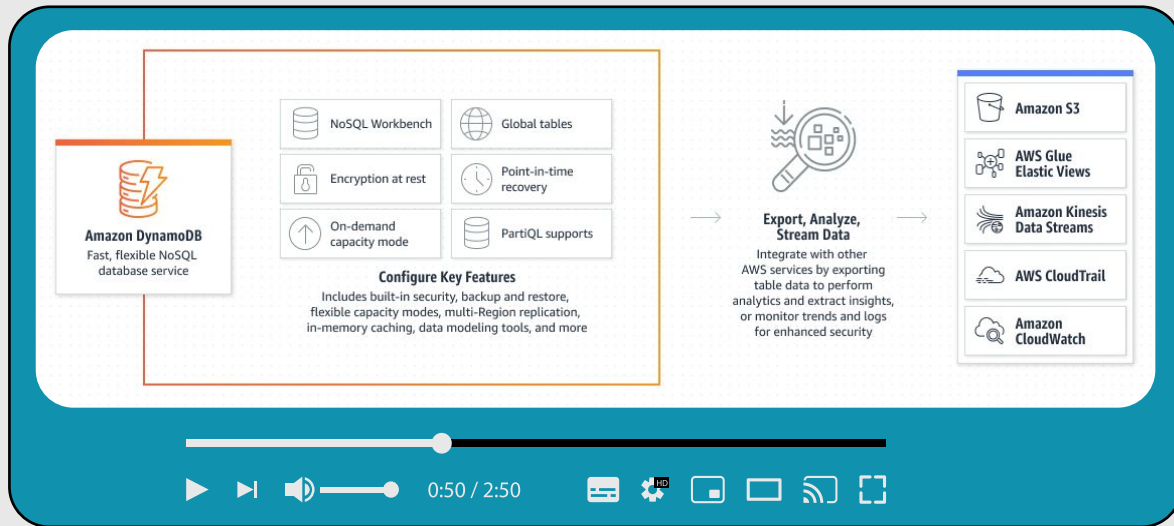 Amazon DynamoDB
Fast, flexible NoSQL
database service
NoSQL Workbench
Global tables
Encryption at rest
Point-in-time
recovery
On-demand
capacity mode
PartiQL supports
Configure Key Features
Includes built-in security, backup and restore,
flexible capacity modes, multi-Region replication,
in-memory caching, data modeling tools, and more
Export, Analyze,
Stream Data
Integrate with other
AWS services by exporting
table data to perform
analytics and extract insights,
or monitor trends and logs
for enhanced security
Amazon S3
AWS Glue
Elastic Views
Amazon Kinesis
Data Streams
AWS CloudTrail
Amazon
CloudWatch
0:50 / 2:50
HD